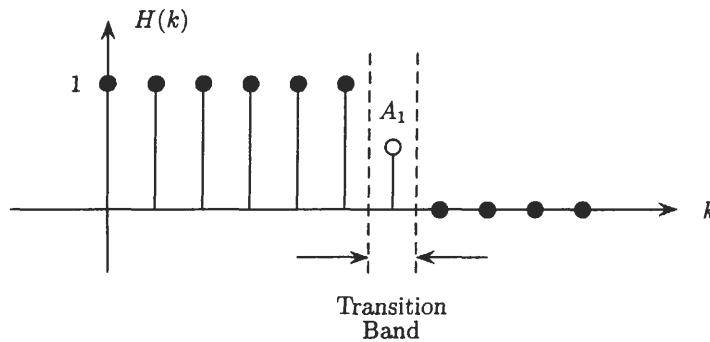 H(k)
1
A₁
k
Transition
Band